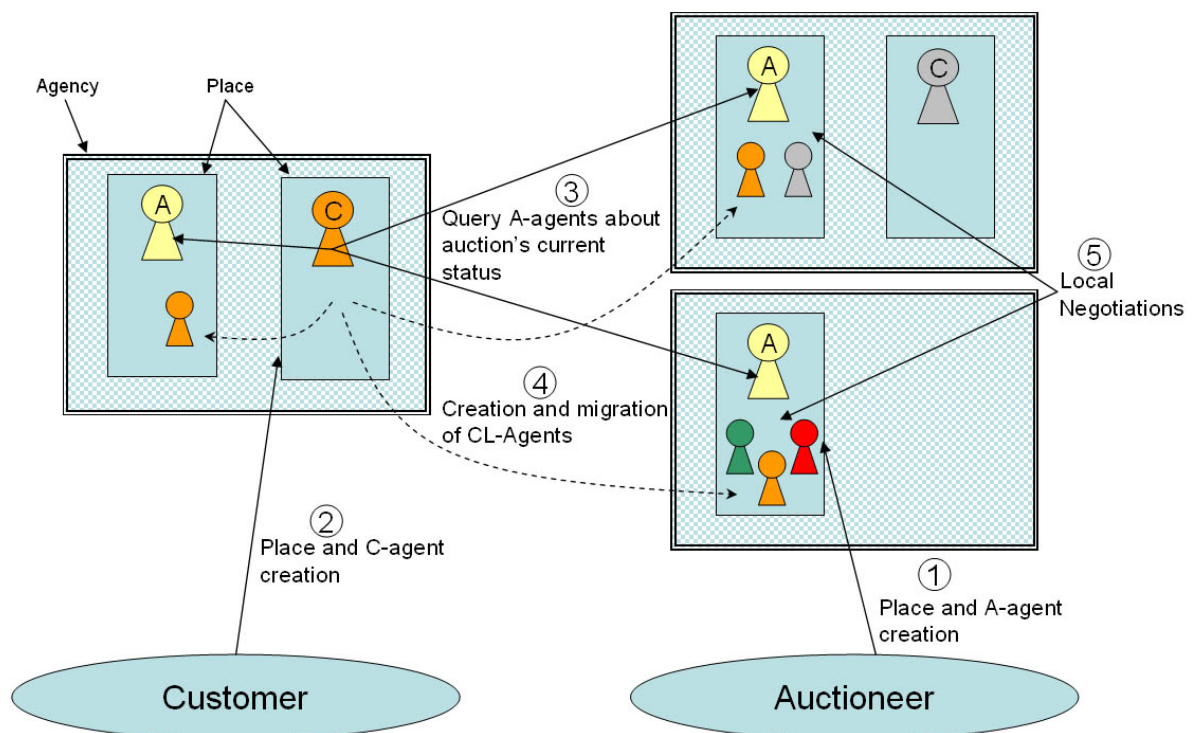 Agency
Place
A
C
A
C
③
Query A-agents about
auction's current
status
⑤
Local
Negotiations
A
④
Creation and migration
of CL-Agents
②
Place and C-agent
creation
①
Place and A-agent
creation
Customer
Auctioneer